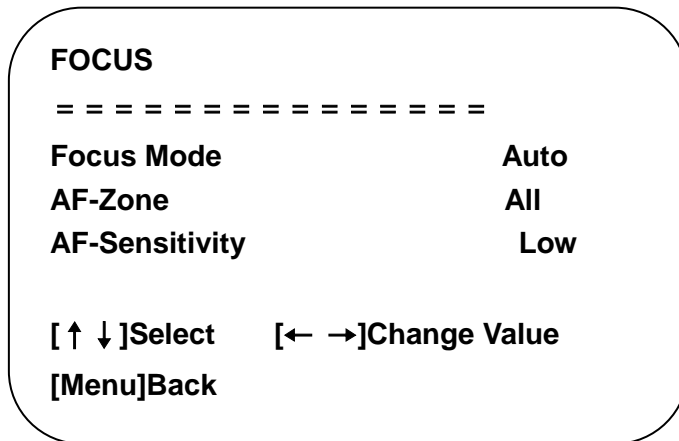 FOCUS
= = = = = = = = = = = = = = =
Focus Mode Auto
AF-Zone All
AF-Sensitivity Low
[↑ ↓]Select [← →]Change Value
[Menu]Back